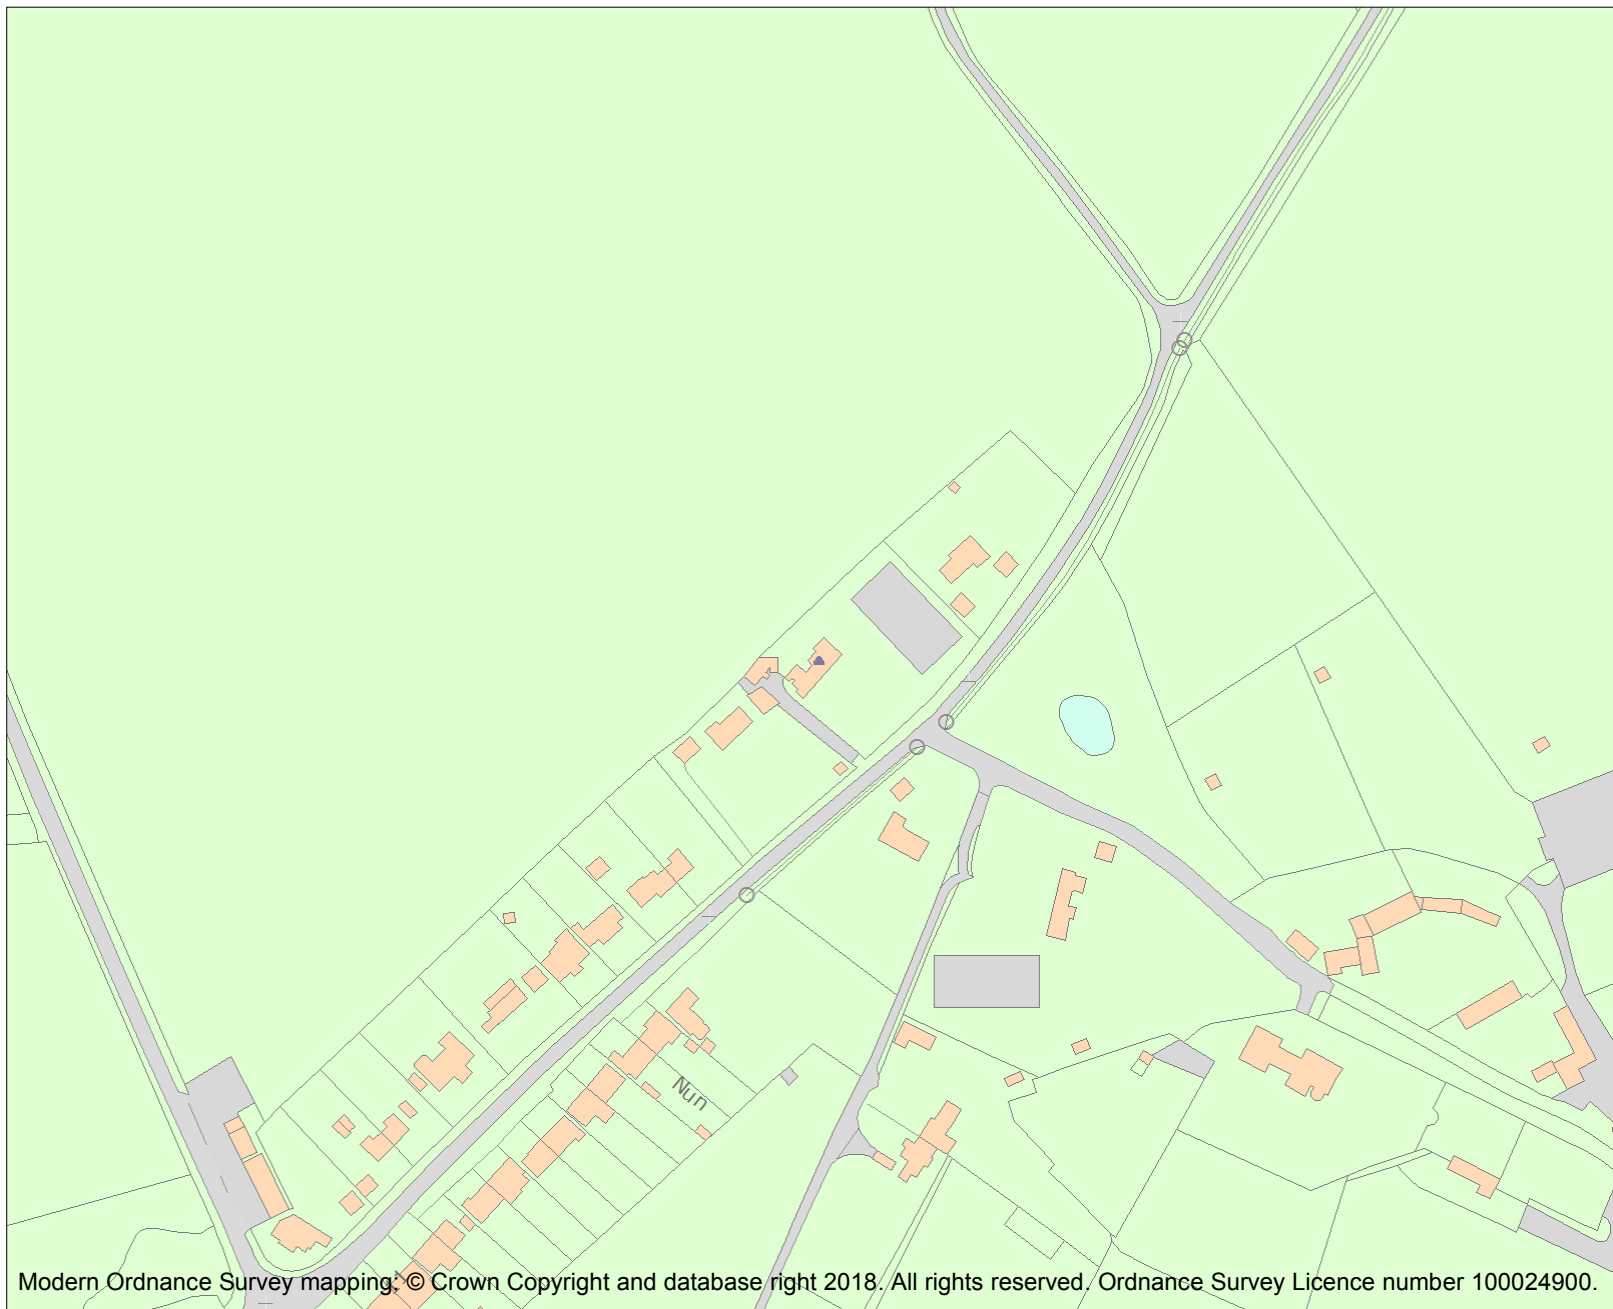 Nun
Modern Ordnance Survey mapping: © Crown Copyright and database right 2018. All rights reserved. Ordnance Survey Licence number 100024900.